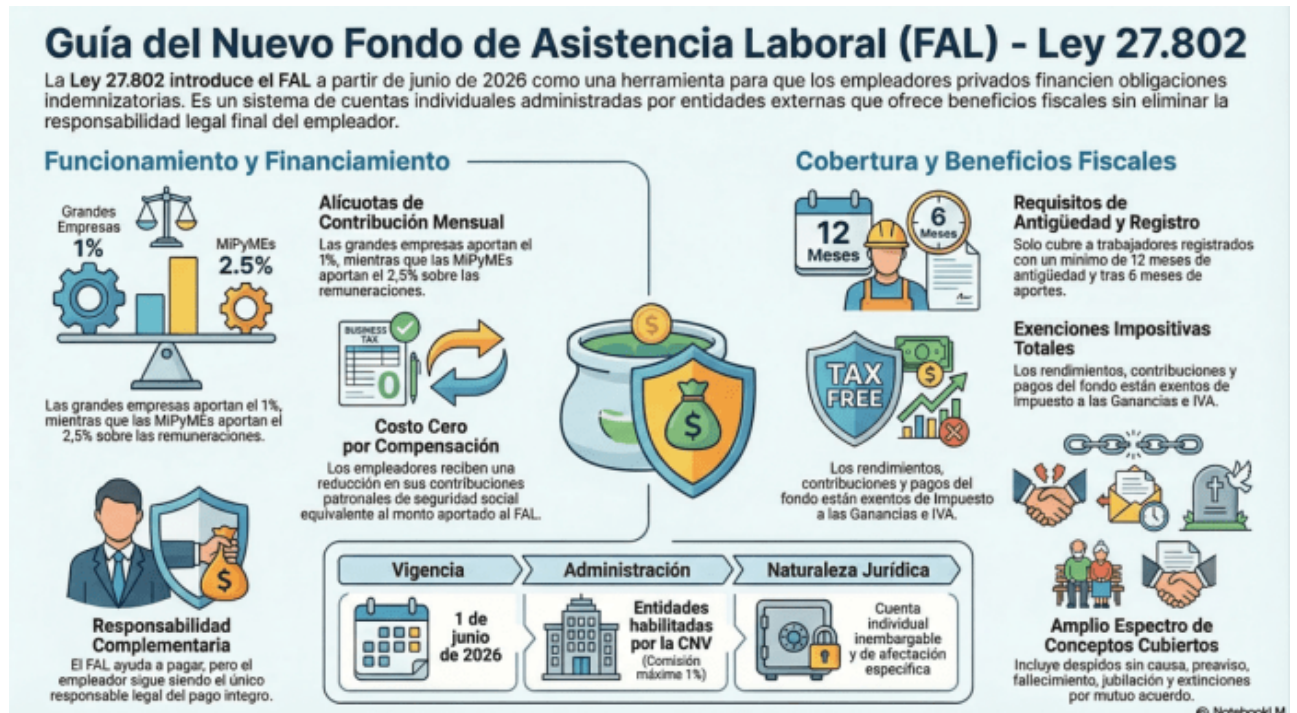 Guía del Nuevo Fondo de Asistencia Laboral (FAL) - Ley 27.802
La Ley 27.802 introduce el FAL a partir de junio de 2026 como una herramienta para que los empleadores privados financien obligaciones
indemnizatorias. Es un sistema de cuentas individuales administradas por entidades externas que ofrece beneficios fiscales sin eliminar la
responsabilidad legal final del empleador.
Funcionamiento y Financiamiento
Grandes
Empresas
1%
MiPyMEs
2.5%
Las grandes empresas aportan el 1%,
mientras que las MiPyMEs aportan el
2,5% sobre las remuneraciones.
Alícuotas de
Contribución Mensual
Las grandes empresas aportan el
1%, mientras que las MiPyMEs
aportan el 2,5% sobre las
remuneraciones.
BUSINESS
TAX
0
Costo Cero
por Compensación
Los empleadores reciben una
reducción en sus contribuciones
patronales de seguridad social
equivalente al monto aportado al FAL.
Responsabilidad
Complementaria
El FAL ayuda a pagar, pero el
empleador sigue siendo el único
responsable legal del pago integro.
$
$
$
Vigencia
1 de
junio
de 2026
Administración
Entidades
habilitadas
por la CNV
(Comisión
máxime 1%)
Naturaleza Jurídica
Cuenta
individual
inembargable
y de afectación
específica
Cobertura y Beneficios Fiscales
12
Meses
6
Meses
Requisitos de
Antigüedad y Registro
Solo cubre a trabajadores registrados
con un mínimo de 12 meses de
antigüedad y tras 6 meses de
aportes.
TAX
FREE
$
Los rendimientos,
contribuciones y pagos del
fondo están exentos de Impuesto
a las Ganancias e IVA.
Exenciones Impositivas
Totales
Los rendimientos, contribuciones y
pagos del fondo están exentos de
Impuesto a las Ganancias e IVA.
Amplio Espectro de
Conceptos Cubiertos
Incluye despidos sin causa, preaviso,
fallecimiento, jubilación y extinciones
por mutuo acuerdo.
NotebookLM